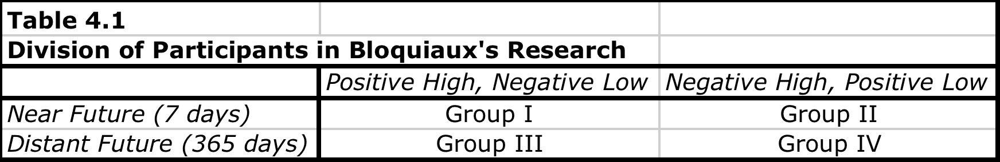 Table 4.1
Division of Participants in Bloquiaux's Research
Positive High, Negative Low Negative High, Positive Low
Near Future (7 days) Group I Group II
Distant Future (365 days) Group III Group IV